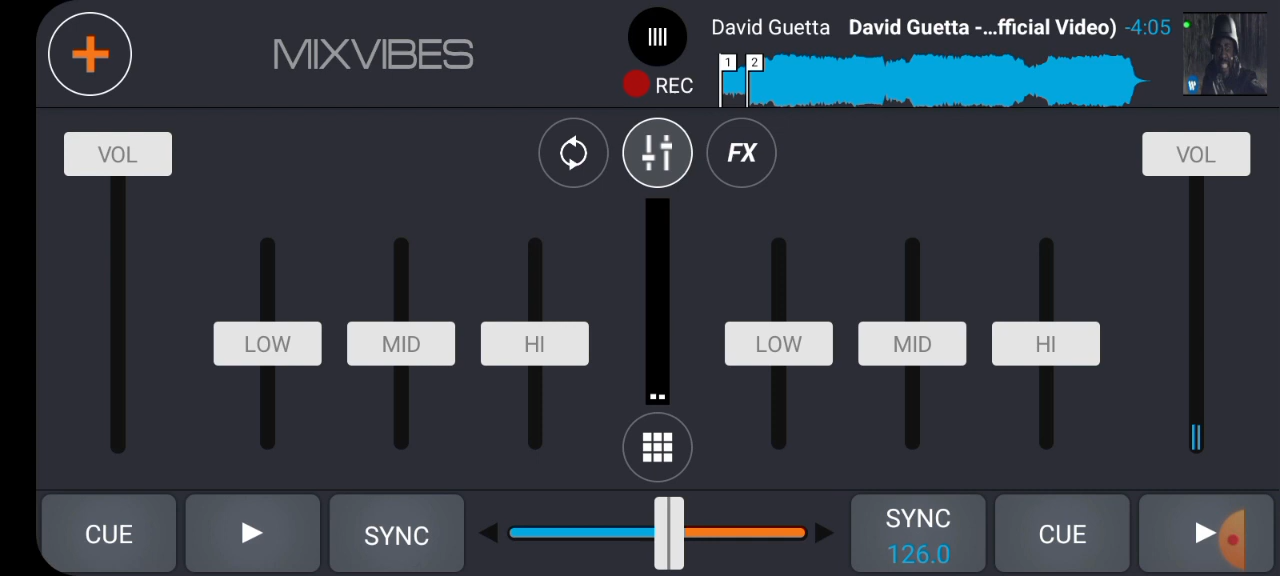 MIXVIBES
REC
David Guetta David Guetta -...fficial Video) -4:05
1 2
VOL
FX
VOL
LOW MID HI
LOW MID HI
CUE
SYNC
SYNC
126.0
CUE